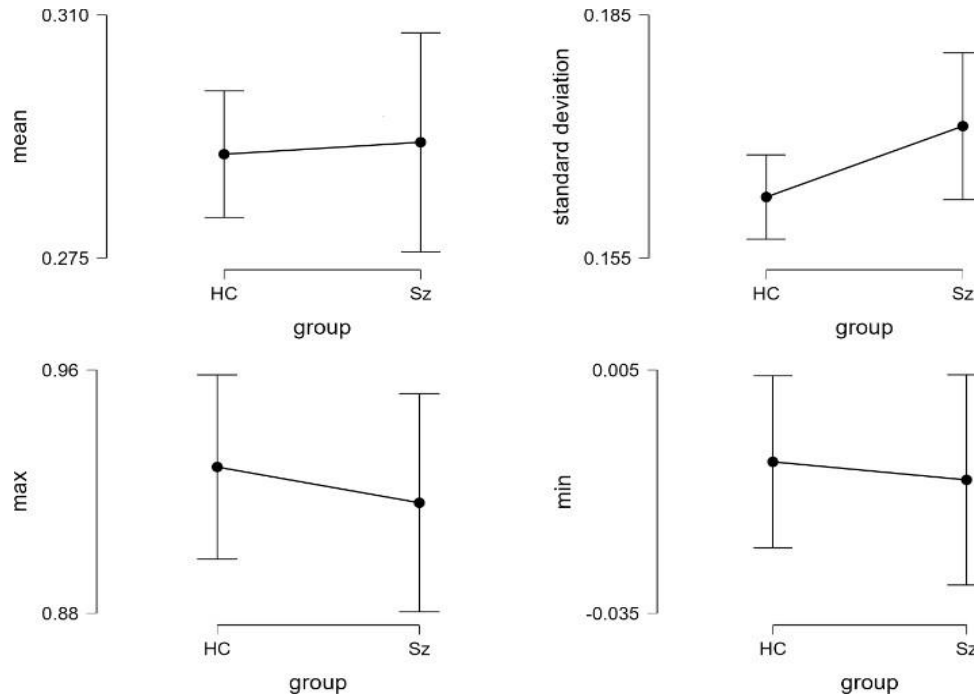 0.310
mean
0.275
HC
Sz
group
0.185
standard deviation
0.155
HC
Sz
group
0.96
max
0.88
HC
Sz
group
0.005
min
-0.035
HC
Sz
group